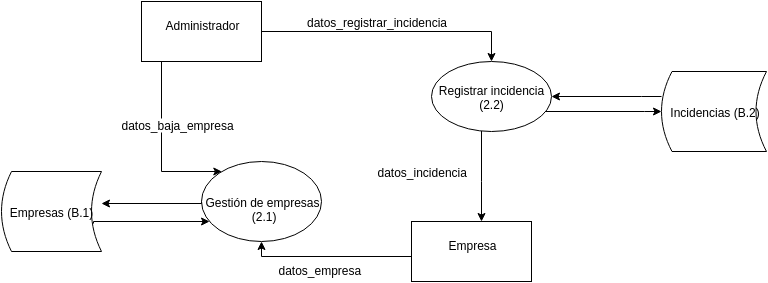 datos_registrar_incidencia
Administrador
Registrar incidencia
(2.2)
Incidencias (B.2)
datos_baja_empresa
datos_incidencia
Empresas (B.1)
Gestión de empresas
(2.1)
Empresa
datos_empresa